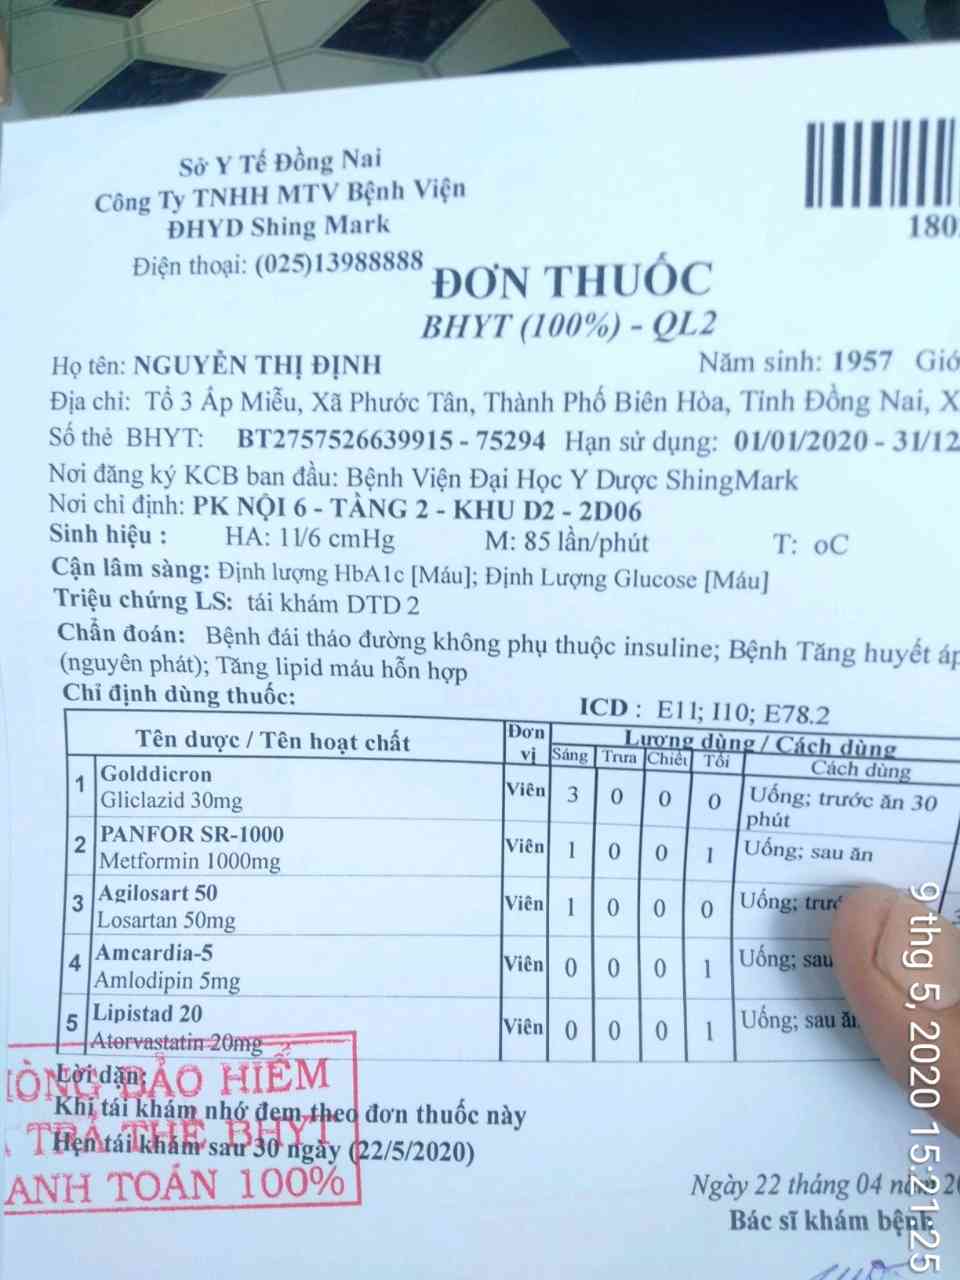 Sở Y Tế Đồng Nai
Công Ty TNHH MTV Bệnh Viện
ĐHYD Shing Mark
Điện thoại: (025)13988888
180
ĐƠN THUỐC
BHYT (100%) - QL2
Họ tên: NGUYỄN THỊ ĐỊNH Năm sinh: 1957 Giớ
Địa chỉ: Tổ 3 Ấp Miễu, Xã Phước Tân, Thành Phố Biên Hòa, Tỉnh Đồng Nai, X
Số thẻ BHYT: BT2757526639915 - 75294 Hạn sử dụng: 01/01/2020 - 31/12
Nơi đăng ký KCB ban đầu: Bệnh Viện Đại Học Y Dược ShingMark
Nơi chỉ định: PK NỘI 6 - TẦNG 2 - KHU D2 - 2D06
Sinh hiệu : HA: 11/6 cmHg M: 85 lần/phút T: oC
Cận lâm sàng: Định lượng HbA1c [Máu]; Định Lượng Glucose [Máu]
Triệu chứng LS: tái khám DTD 2
Chẩn đoán: Bệnh đái tháo đường không phụ thuộc insuline; Bệnh Tăng huyết áp
(nguyên phát); Tăng lipid máu hỗn hợp
Chỉ định dùng thuốc: ICD : E11; I10; E78.2
Tên dược / Tên hoạt chất Đơn vị Lượng dùng / Cách dùng
Sáng Trưa Chiều Tối Cách dùng
1 Golddicron Viên 3 0 0 0 Uống; trước ăn 30
Gliclazid 30mg phút
2 PANFOR SR-1000 Viên 1 0 0 1 Uống; sau ăn
Metformin 1000mg
3 Agilosart 50 Viên 1 0 0 0 Uống; trướ
Losartan 50mg
4 Amcardia-5 Viên 0 0 0 1 Uống; sau
Amlodipin 5mg
5 Lipistad 20 Viên 0 0 0 1 Uống; sau ăn
Atorvastatin 20mg
Lời dặn:
Khi tái khám nhớ đem theo đơn thuốc này
Hẹn tái khám sau 30 ngày (22/5/2020)
ĐẢO HIỂM
TRẢ THẺ BHYT
ANH TOÁN 100%
Ngày 22 tháng 04 năm 20
Bác sĩ khám bệnh
9 thg 5, 2020 15:21:25